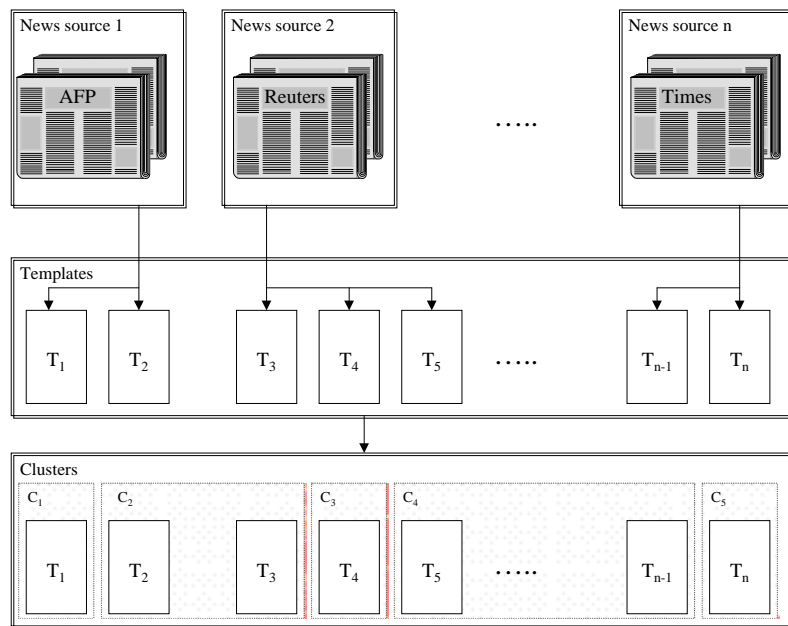 News source 1 News source 2 News source n
AFP Reuters ..... Times
Templates
T1 T2 T3 T4 T5 ..... Tn-1 Tn
Clusters
C1 C2 C3 C4 C5
T1 T2 T3 T4 T5 ..... Tn-1 Tn